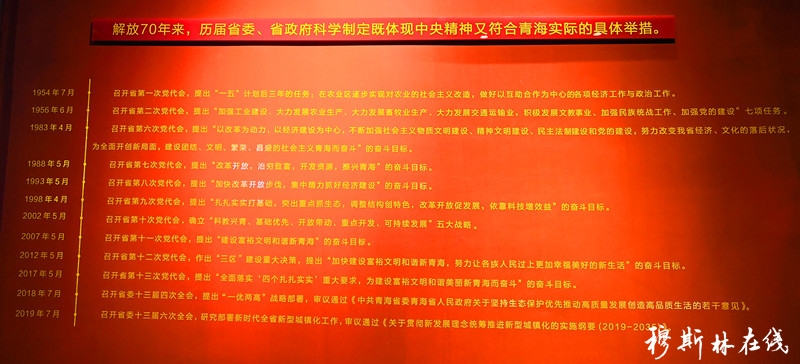 解放70年来，历届省委、省政府科学制定既体现中央精神又符合青海实际的具体举措。
1954年7月 召开省第一次党代会，提出“一五”计划后三年的任务；在农业区逐步实现对农业的社会主义改造，做好以互助合作为中心的各项经济工作与政治工作。
1956年6月 召开省第二次党代会，提出“加强工业建设、大力发展农业生产、大力发展畜牧业生产、大力发展交通运输业，积极发展文教事业、加强民族统战工作、加强党的建设”七项任务。
1983年4月 召开省第六次党代会，提出“以改革为动力，以经济建设为中心，不断加强社会主义物质文明建设、精神文明建设、民主法制建设和党的建设，努力改变我省经济、文化的落后状况，
为全面开创新局面，建设团结、文明、繁荣、昌盛的社会主义青海而奋斗”的奋斗目标。
1988年5月 召开省第七次党代会，提出“改革开放，治穷致富，开发资源，振兴青海”的奋斗目标。
1993年5月 召开省第八次党代会，提出“加快改革开放步伐，集中精力抓好经济建设”的奋斗目标。
1998年4月 召开省第九次党代会，提出“扎扎实实打基础，突出重点抓生态，调整结构创特色，改革开放促发展，依靠科技增效益”的奋斗目标。
2002年5月 召开省第十次党代会，确立“科教兴青、基础优先、开放带动、重点开发、可持续发展”五大战略。
2007年5月 召开省第十一次党代会，提出“建设富裕文明和谐新青海”的奋斗目标。
2012年5月 召开省第十二次党代会，作出“三区”建设重大决策，提出“加快建设富裕文明和谐新青海，努力让各族人民过上更加幸福美好的新生活”的奋斗目标。
2017年5月 召开省第十三次党代会，提出“全面落实‘四个扎扎实实’重大要求，为建设富裕文明和谐美丽新青海而奋斗”的奋斗目标。
2018年7月 召开省委十三届四次全会，提出“一优两高”战略部署，审议通过《中共青海省委青海省人民政府关于坚持生态保护优先推动高质量发展创造高品质生活的若干意见》。
2019年7月 召开省委十三届六次全会，研究部署新时代全省新型城镇化工作，审议通过《关于贯彻新发展理念统筹推进新型城镇化的实施纲要（2019-2035
穆斯林在线